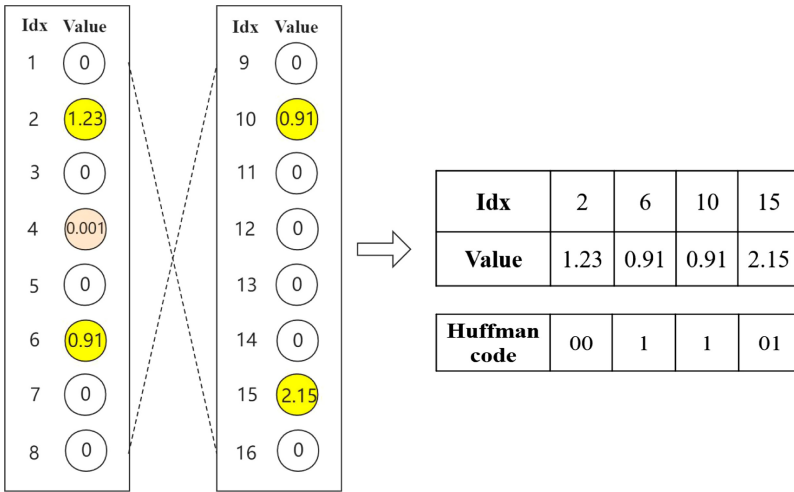 Idx Value
1 0
2 1.23
3 0
4 0.001
5 0
6 0.91
7 0
8 0
Idx Value
9 0
10 0.91
11 0
12 0
13 0
14 0
15 2.15
16 0
Idx 2 6 10 15
Value 1.23 0.91 0.91 2.15
Huffman
code 00 1 1 01